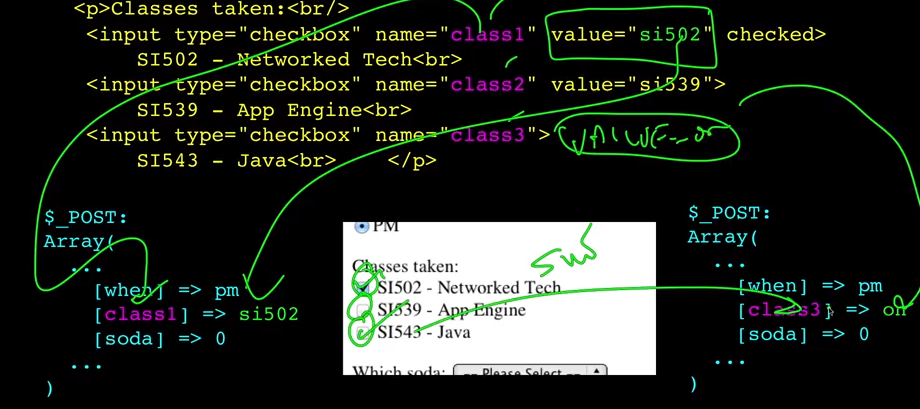 <p>Classes taken:<br/>
<input type="checkbox" name="class1" value="si502" checked>
SI502 - Networked Tech<br>
<input type="checkbox" name="class2" value="si539">
SI539 - App Engine<br>
<input type="checkbox" name="class3">
SI543 - Java<br> </p>
$_POST:
Array(
...
[when] => pm
[class1] => si502
[soda] => 0
...
)
PM
Classes taken:
SI502 - Networked Tech
SI539 - App Engine
SI543 - Java
Which soda: -- Please Select --
$_POST:
Array(
...
[when] => pm
[class3] => on
[soda] => 0
...
)